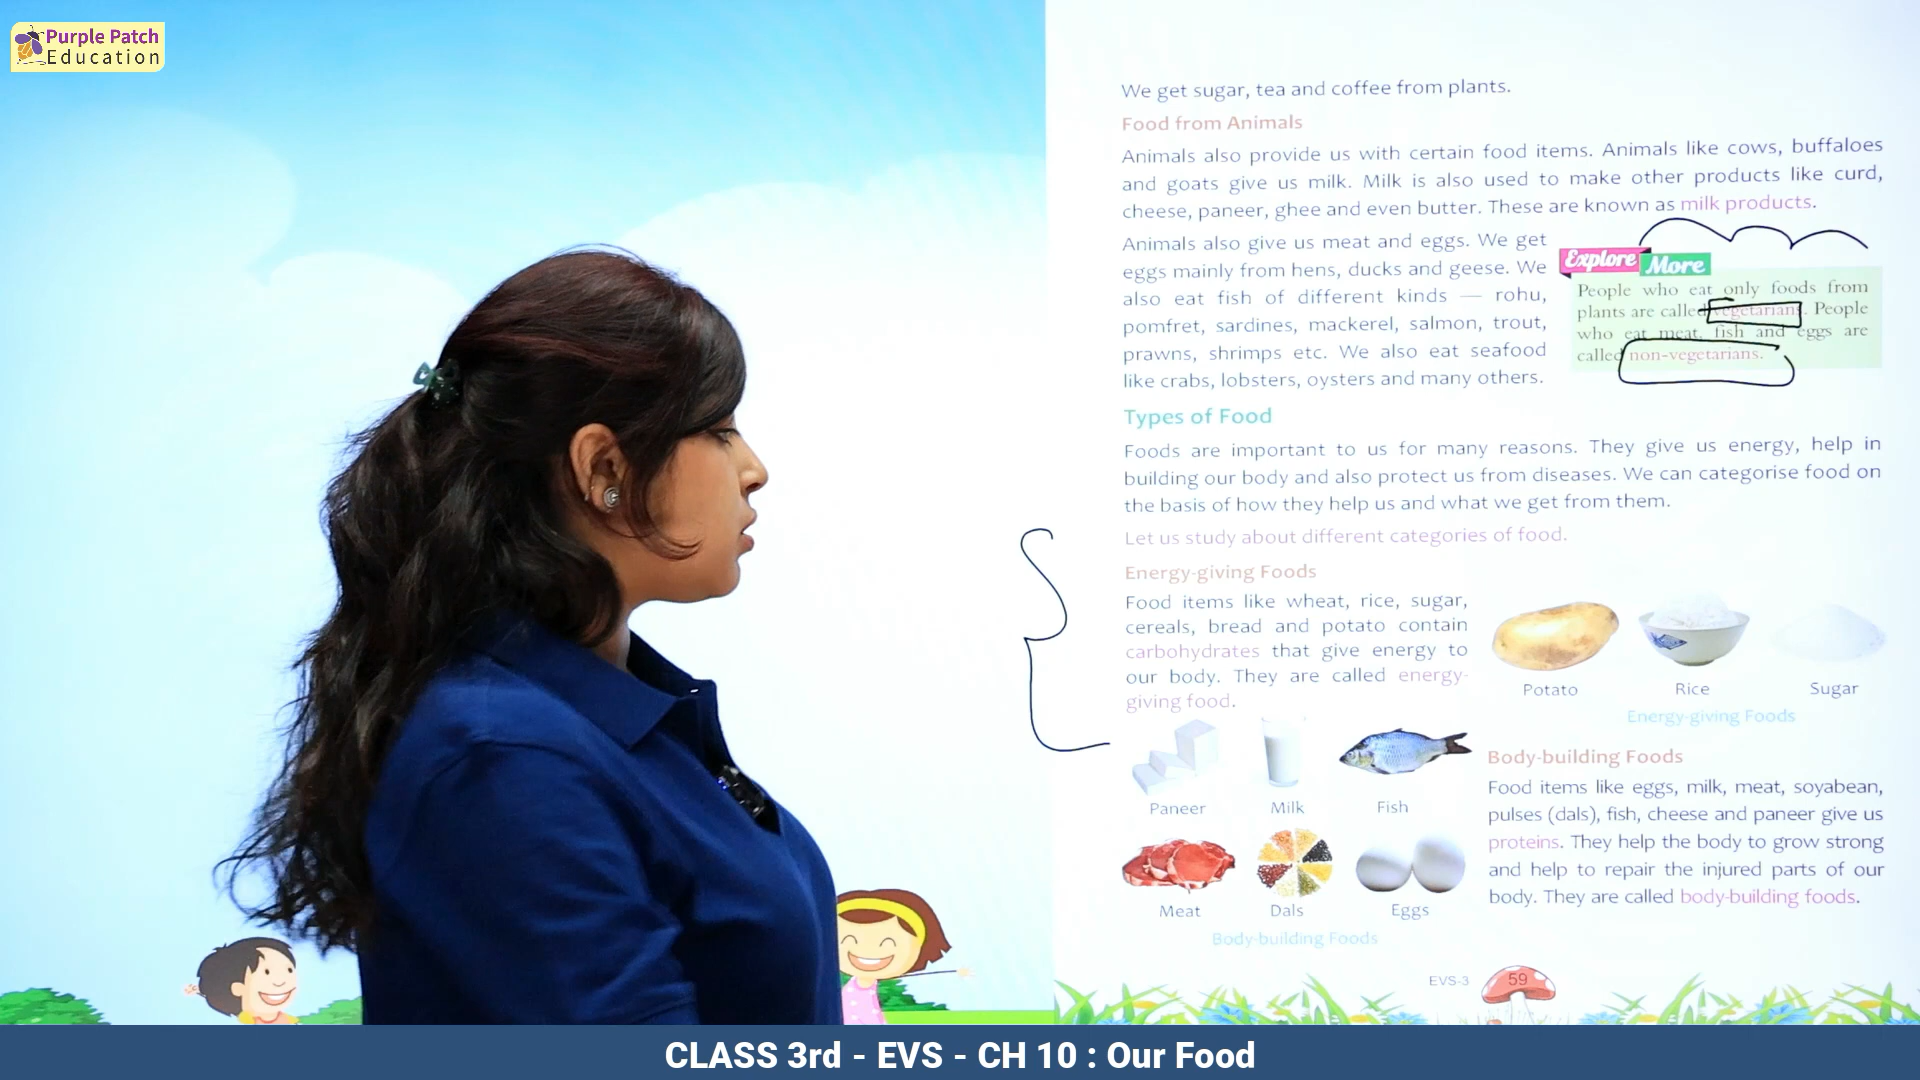 Purple Patch
Education
We get sugar, tea and coffee from plants.
Food from Animals
Animals also provide us with certain food items. Animals like cows, buffaloes
and goats give us milk. Milk is also used to make other products like curd,
cheese, paneer, ghee and even butter. These are known as milk products.
Animals also give us meat and eggs. We get
eggs mainly from hens, ducks and geese. We
also eat fish of different kinds — rohu,
pomfret, sardines, mackerel, salmon, trout,
prawns, shrimps etc. We also eat seafood
like crabs, lobsters, oysters and many others.
Explore More
People who eat only foods from
plants are called vegetarians. People
who eat meat, fish and eggs are
called non-vegetarians.
Types of Food
Foods are important to us for many reasons. They give us energy, help in
building our body and also protect us from diseases. We can categorise food on
the basis of how they help us and what we get from them.
Let us study about different categories of food.
Energy-giving Foods
Food items like wheat, rice, sugar,
cereals, bread and potato contain
carbohydrates that give energy to
our body. They are called energy-
giving food.
Potato Rice Sugar
Energy-giving Foods
Paneer Milk Fish
Meat Dals Eggs
Body-building Foods
Body-building Foods
Food items like eggs, milk, meat, soyabean,
pulses (dals), fish, cheese and paneer give us
proteins. They help the body to grow strong
and help to repair the injured parts of our
body. They are called body-building foods.
EVS-3 59
CLASS 3rd - EVS - CH 10 : Our Food